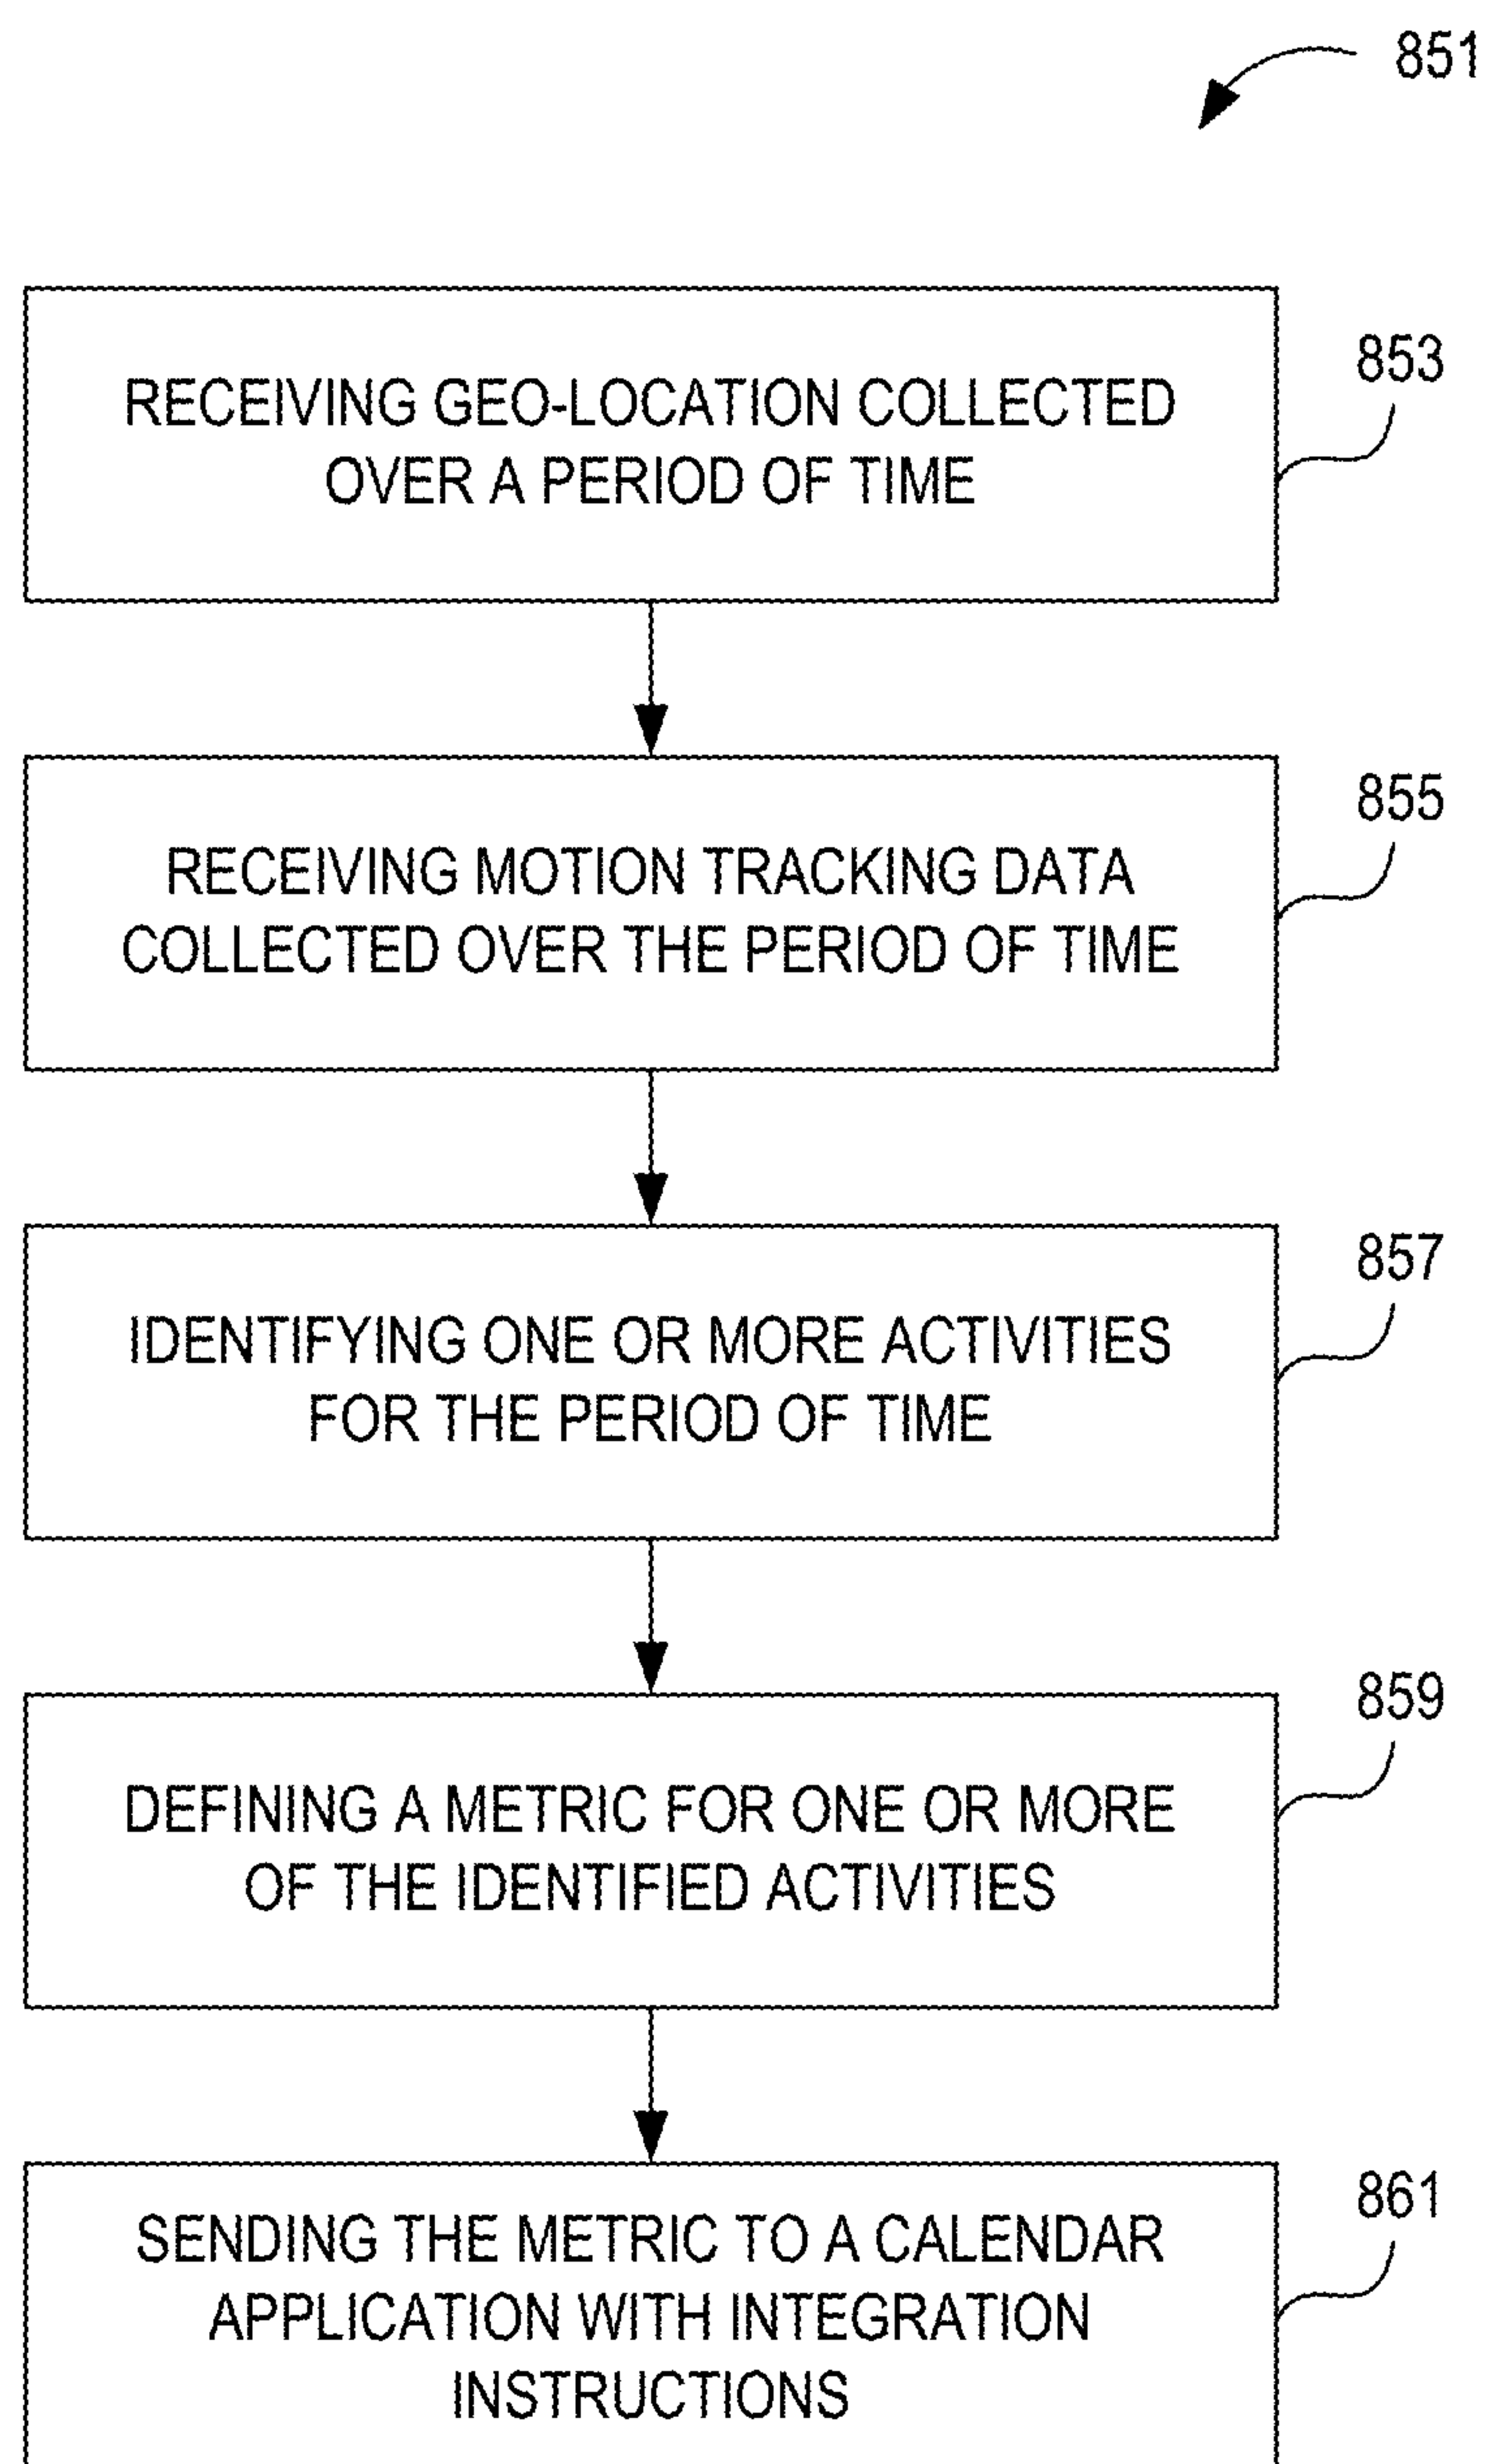 851
853
RECEIVING GEO-LOCATION COLLECTED
OVER A PERIOD OF TIME
855
RECEIVING MOTION TRACKING DATA
COLLECTED OVER THE PERIOD OF TIME
857
IDENTIFYING ONE OR MORE ACTIVITIES
FOR THE PERIOD OF TIME
859
DEFINING A METRIC FOR ONE OR MORE
OF THE IDENTIFIED ACTIVITIES
861
SENDING THE METRIC TO A CALENDAR
APPLICATION WITH INTEGRATION
INSTRUCTIONS